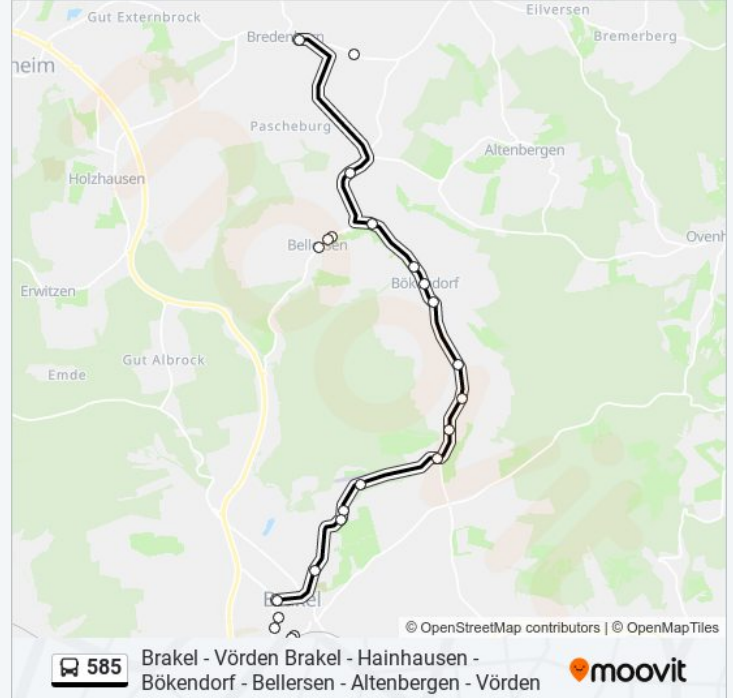 Gut Externbrock
Eilversen
Bredenborn
Bremerberg
heim
Pascheburg
Altenbergen
Holzhausen
Ovenh
Bellersen
Bökendorf
Erwitzen
Gut Albrock
Emde
Brakel
© OpenStreetMap contributors | © OpenMapTiles
585
Brakel - Vörden Brakel - Hainhausen -
Bökendorf - Bellersen - Altenbergen - Vörden
moovit